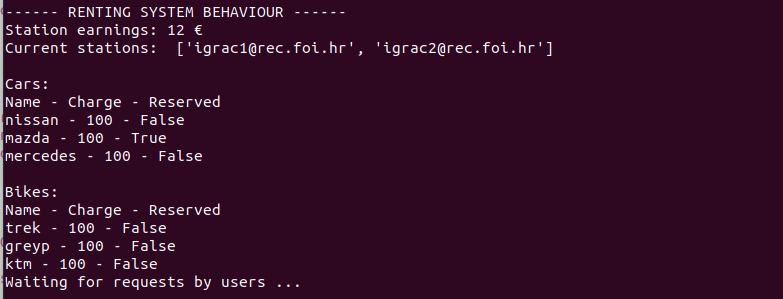 ------ RENTING SYSTEM BEHAVIOUR ------
Station earnings: 12 €
Current stations:  ['igrac1@rec.foi.hr', 'igrac2@rec.foi.hr']
Cars:
Name - Charge - Reserved
nissan - 100 - False
mazda - 100 - True
mercedes - 100 - False
Bikes:
Name - Charge - Reserved
trek - 100 - False
greyp - 100 - False
ktm - 100 - False
Waiting for requests by users ...